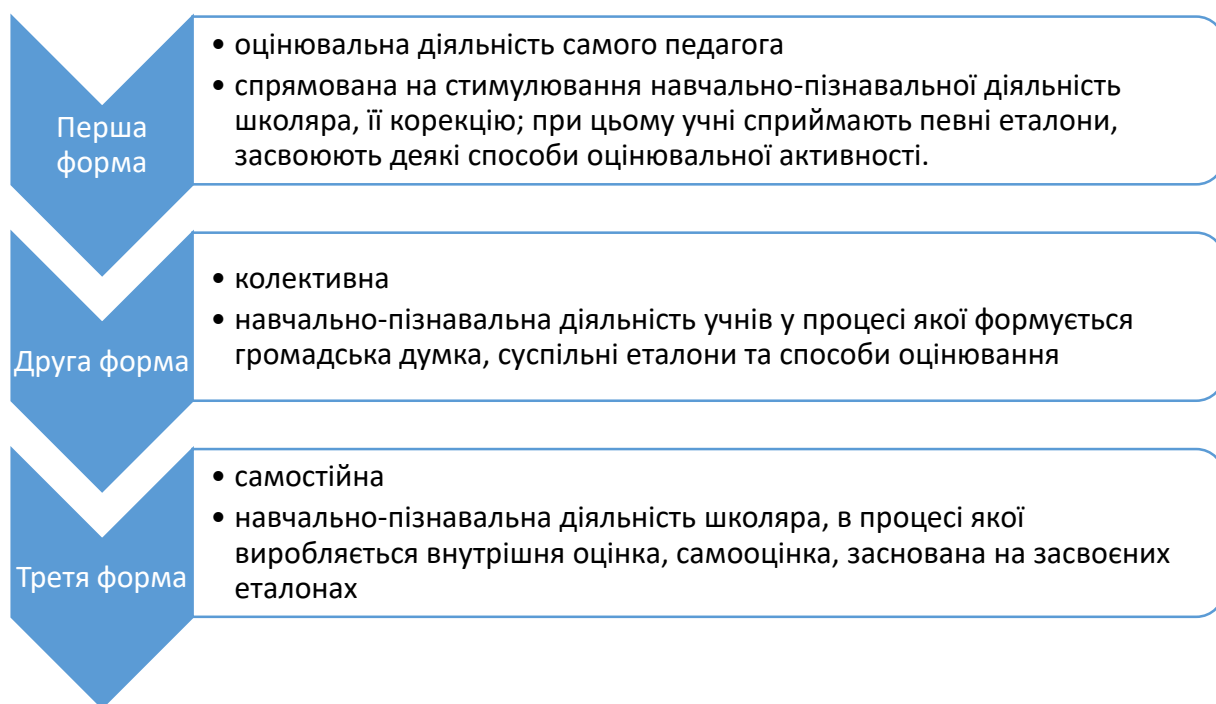 Перша
форма
• оцінювальна діяльність самого педагога
• спрямована на стимулювання навчально-пізнавальної діяльність
школяра, її корекцію; при цьому учні сприймають певні еталони,
засвоюють деякі способи оцінювальної активності.
Друга форма
• колективна
• навчально-пізнавальна діяльність учнів у процесі якої формується
громадська думка, суспільні еталони та способи оцінювання
Третя форма
• самостійна
• навчально-пізнавальна діяльність школяра, в процесі якої
виробляється внутрішня оцінка, самооцінка, заснована на засвоєних
еталонах